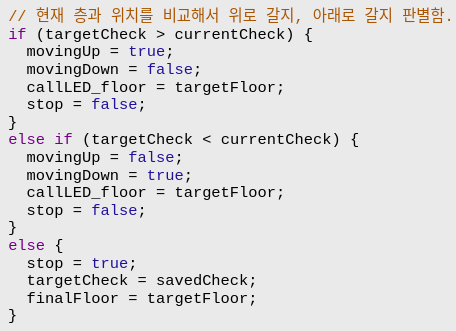 // 현재 층과 위치를 비교해서 위로 갈지, 아래로 갈지 판별함.
if (targetCheck > currentCheck) {
  movingUp = true;
  movingDown = false;
  callLED_floor = targetFloor;
  stop = false;
}
else if (targetCheck < currentCheck) {
  movingUp = false;
  movingDown = true;
  callLED_floor = targetFloor;
  stop = false;
}
else {
  stop = true;
  targetCheck = savedCheck;
  finalFloor = targetFloor;
}